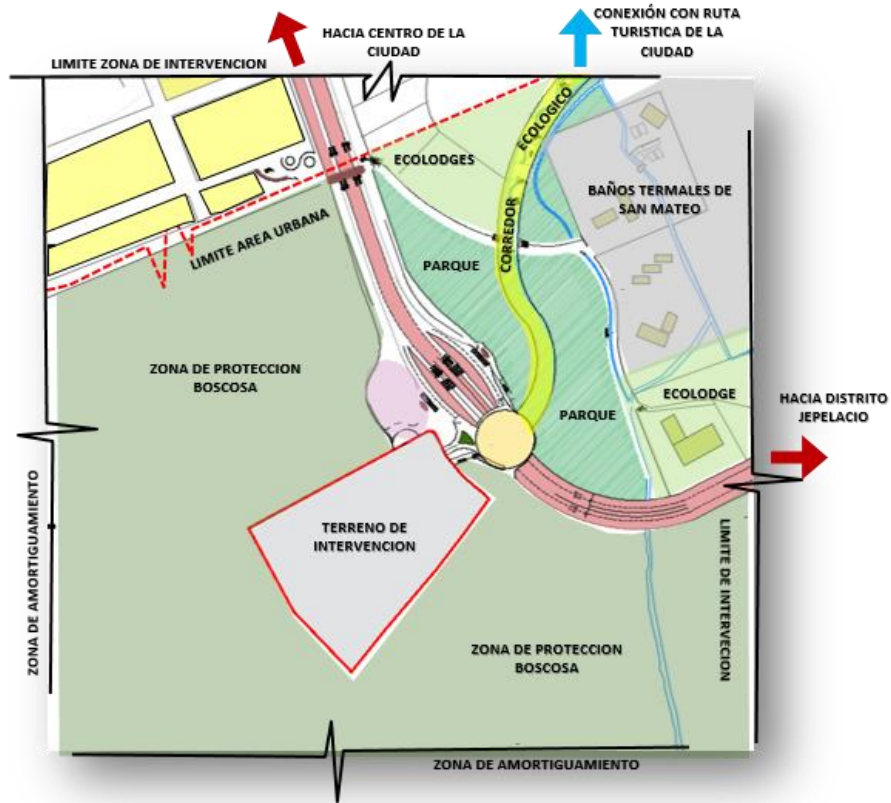 CONEXIÓN CON RUTA
TURISTICA DE LA
CIUDAD
HACIA CENTRO DE LA
CIUDAD
LIMITE ZONA DE INTERVENCION
ECOLOGICO
ECOLODGES
BAÑOS TERMALES DE
SAN MATEO
CORREDOR
LIMITE AREA URBANA
PARQUE
ZONA DE PROTECCION
BOSCOSA
ECOLODGE
HACIA DISTRITO
JEPELACIO
PARQUE
TERRENO DE
INTERVENCION
ZONA DE AMORTIGUAMIENTO
LIMITE DE INTERVECION
ZONA DE PROTECCION
BOSCOSA
ZONA DE AMORTIGUAMIENTO